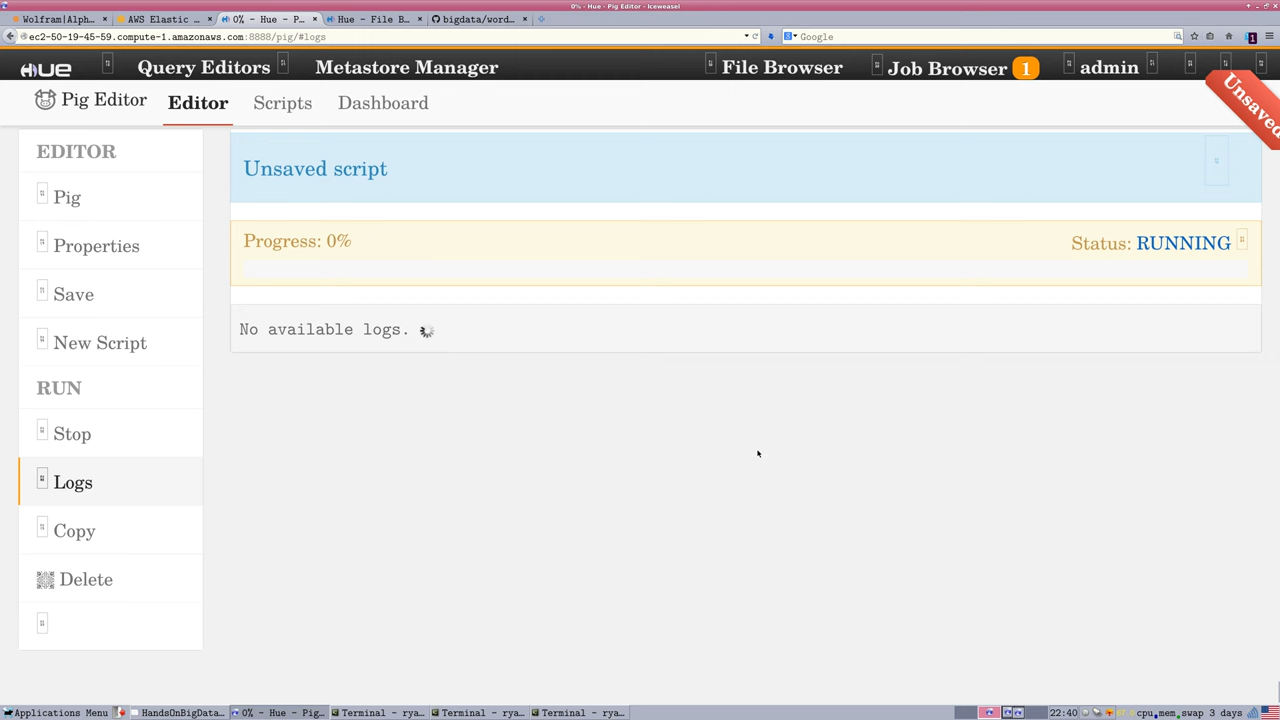 0% - Hue - Pig Editor - Iceweasel
Wolfram|Alph...
AWS Elastic ...
0% - Hue - P...
Hue - File B...
bigdata/word...
ec2-50-19-45-59.compute-1.amazonaws.com:8888/pig/#logs
Google
HUE
Query Editors
Metastore Manager
File Browser
Job Browser 1
admin
Pig Editor
Editor
Scripts
Dashboard
Unsaved
EDITOR
Pig
Properties
Save
New Script
RUN
Stop
Logs
Copy
Delete
Unsaved script
Progress: 0%
Status: RUNNING
No available logs.
Applications Menu
HandsOnBigData...
0% - Hue - Pig...
Terminal - rya...
Terminal - rya...
Terminal - rya...
22:40
cpu mem swap 3 days